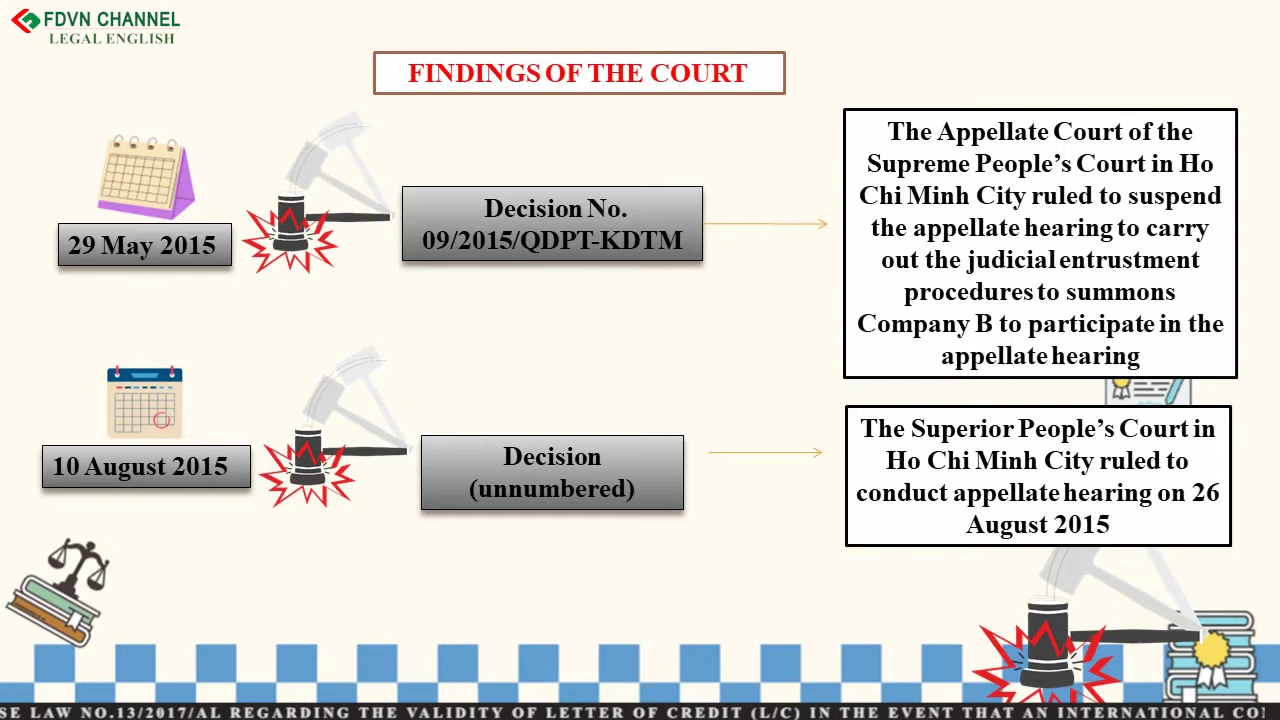 FDVN CHANNEL
LEGAL ENGLISH
FINDINGS OF THE COURT
29 May 2015
Decision No.
09/2015/QDPT-KDTM
The Appellate Court of the
Supreme People’s Court in Ho
Chi Minh City ruled to suspend
the appellate hearing to carry
out the judicial entrustment
procedures to summons
Company B to participate in the
appellate hearing
10 August 2015
Decision
(unnumbered)
The Superior People’s Court in
Ho Chi Minh City ruled to
conduct appellate hearing on 26
August 2015
SE LAW NO.13/2017/AL REGARDING THE VALIDITY OF LETTER OF CREDIT (L/C) IN THE EVENT THAT AN INTERNATIONAL CO